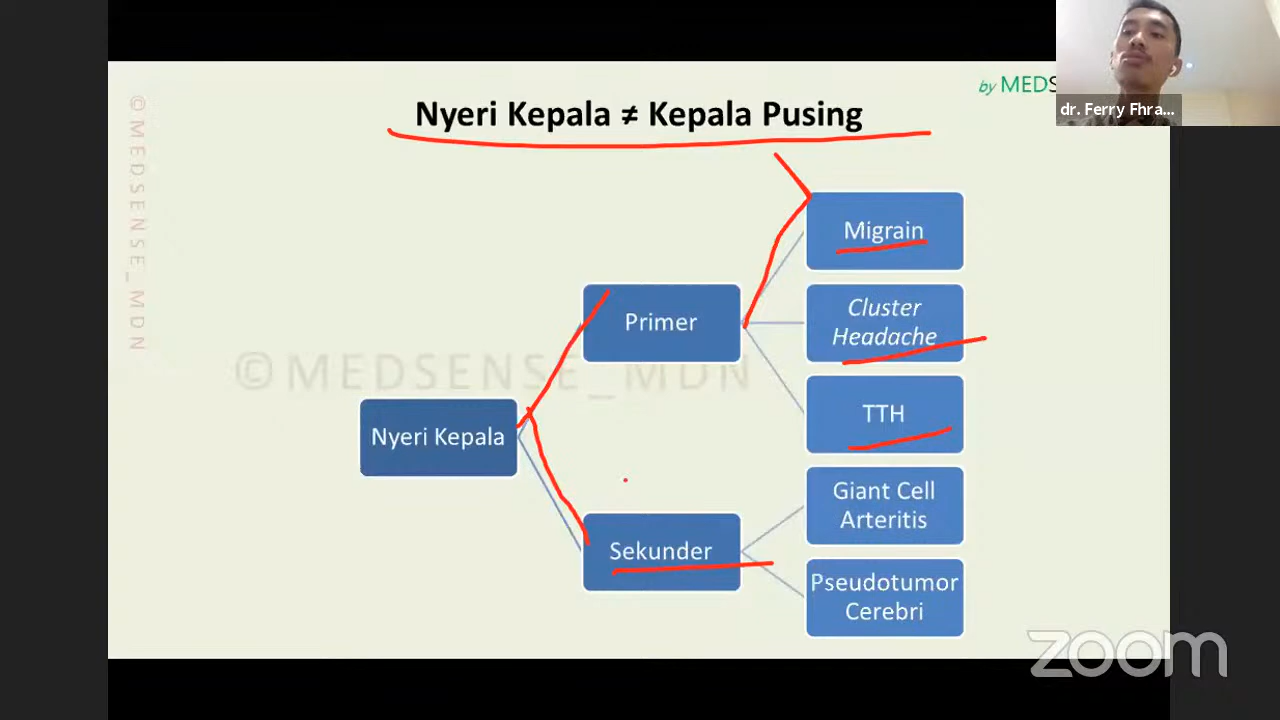 Nyeri Kepala ≠ Kepala Pusing
by MEDS
dr. Ferry Fhra...
©MEDSENSE_MDN
©MEDSENSE_MDN
Nyeri Kepala
Primer
Migrain
Cluster
Headache
TTH
Sekunder
Giant Cell
Arteritis
Pseudotumor
Cerebri
zoom